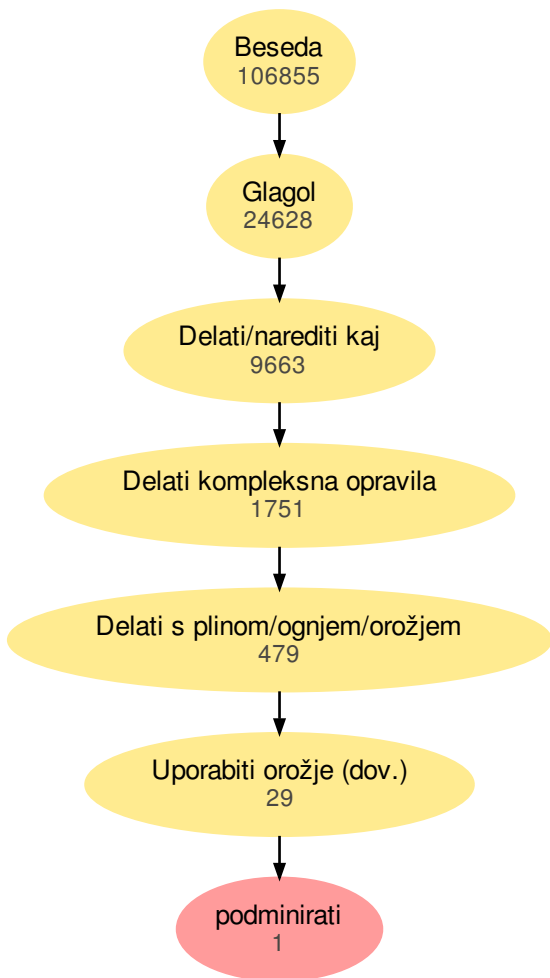 Beseda
106855
Glagol
24628
Delati/narediti kaj
9663
Delati kompleksna opravila
1751
Delati s plinom/ognjem/orožjem
479
Uporabiti orožje (dov.)
29
podminirati
1